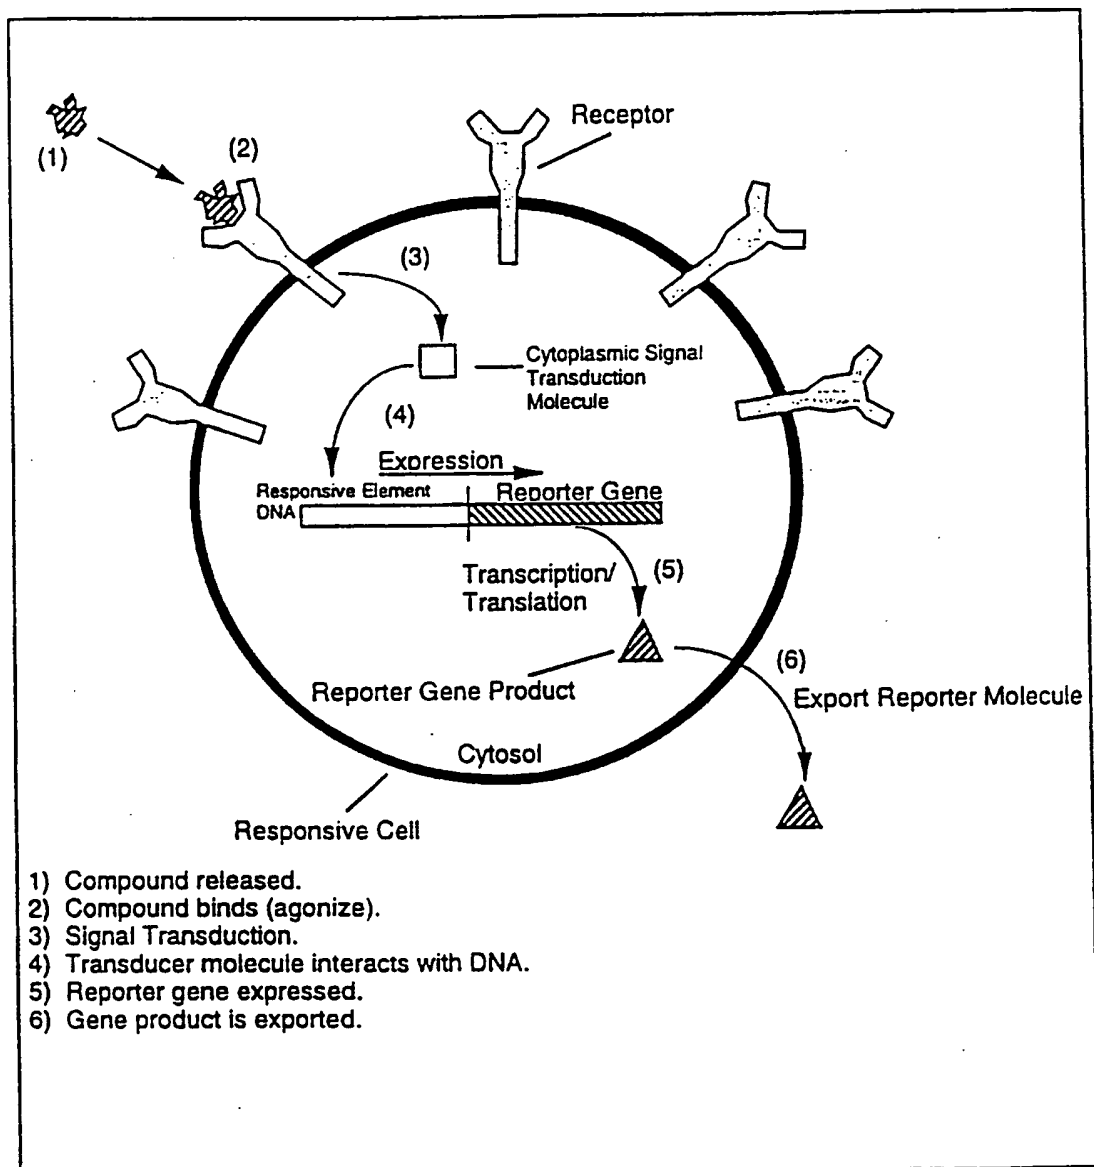 Receptor
(1)
(2)
(3)
Cytoplasmic Signal
Transduction
Molecule
(4)
Expression
Responsive Element
Reporter Gene
DNA
Transcription/
Translation
(5)
(6)
Reporter Gene Product
Export Reporter Molecule
Cytosol
Responsive Cell
1) Compound released.
2) Compound binds (agonize).
3) Signal Transduction.
4) Transducer molecule interacts with DNA.
5) Reporter gene expressed.
6) Gene product is exported.